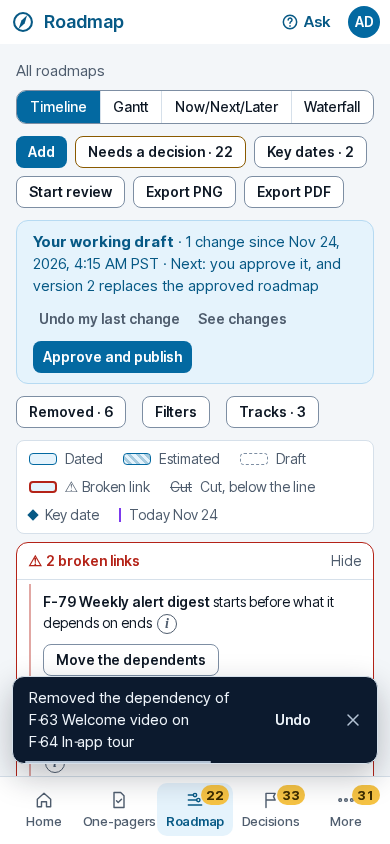 Roadmap
Ask
AD
All roadmaps
Timeline Gantt Now/Next/Later Waterfall
Add Needs a decision · 22 Key dates · 2
Start review Export PNG Export PDF
Your working draft · 1 change since Nov 24,
2026, 4:15 AM PST · Next: you approve it, and
version 2 replaces the approved roadmap
Undo my last change See changes
Approve and publish
Removed · 6 Filters Tracks · 3
Dated Estimated Draft
⚠ Broken link Cut Cut, below the line
Key date Today Nov 24
⚠ 2 broken links Hide
F-79 Weekly alert digest starts before what it
depends on ends i
Move the dependents
Removed the dependency of
F-63 Welcome video on
F-64 In-app tour
Undo
i
22 33 31
Home One-pagers Roadmap Decisions More